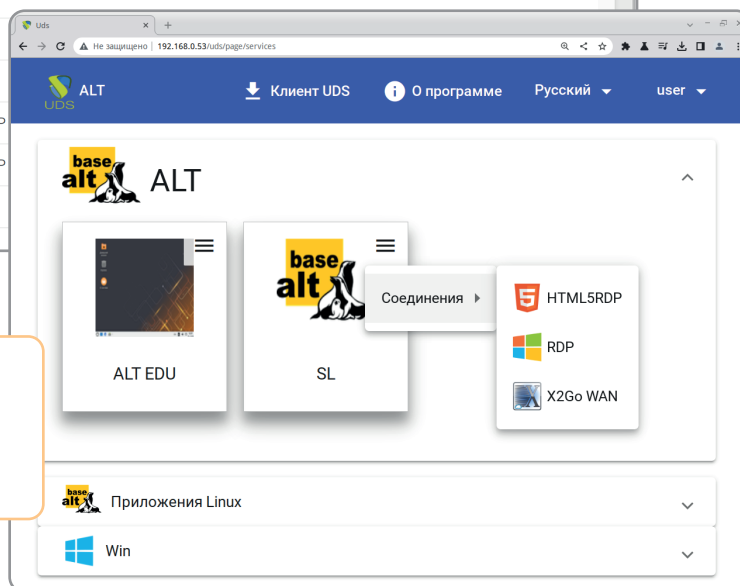 Uds
Не защищено | 192.168.0.53/uds/page/services
UDS
ALT
Клиент UDS
О программе
Русский
user
base alt
ALT
ALT EDU
base alt
SL
Соединения
HTML5RDP
RDP
X2Go WAN
base alt
Приложения Linux
Win